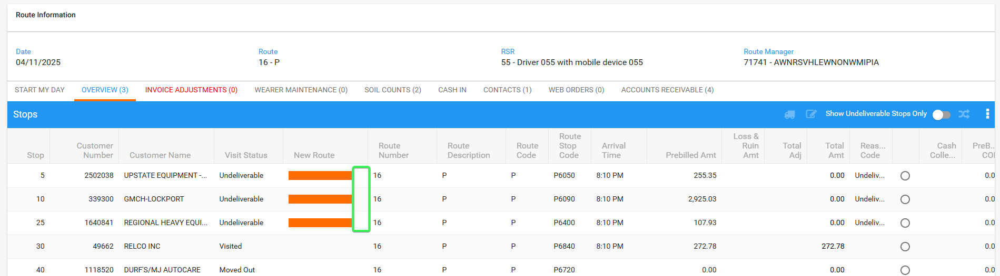 Route Information
Date Route RSR Route Manager
04/11/2025 16 - P 55 - Driver 055 with mobile device 055 71741 - AWNRSVHLEWNONWMIPIA
START MY DAY OVERVIEW (3) INVOICE ADJUSTMENTS (0) WEARER MAINTENANCE (0) SOIL COUNTS (2) CASH IN CONTACTS (1) WEB ORDERS (0) ACCOUNTS RECEIVABLE (4)
Stops Show Undeliverable Stops Only
Stop Customer Number Customer Name Visit Status New Route Route Number Route Description Route Code Route Stop Code Arrival Time Prebilled Amt Loss & Ruin Amt Total Adj Total Amt Reas... Code Cash Colle... PreB... COI
5 2502038 UPSTATE EQUIPMENT -... Undeliverable 16 P P P6050 8:10 PM 255.35 0.00 Undeliv... 0.0
10 339300 GMCH-LOCKPORT Undeliverable 16 P P P6090 8:10 PM 2,925.03 0.00 Undeliv... 0.0
25 1640841 REGIONAL HEAVY EQUI... Undeliverable 16 P P P6400 8:10 PM 107.93 0.00 Undeliv... 0.0
30 49662 RELCO INC Visited 16 P P P6840 8:10 PM 272.78 272.78 0.0
40 1118520 DURF'S/MJ AUTOCARE Moved Out 16 P P P6720 0.00 0.00 0.0